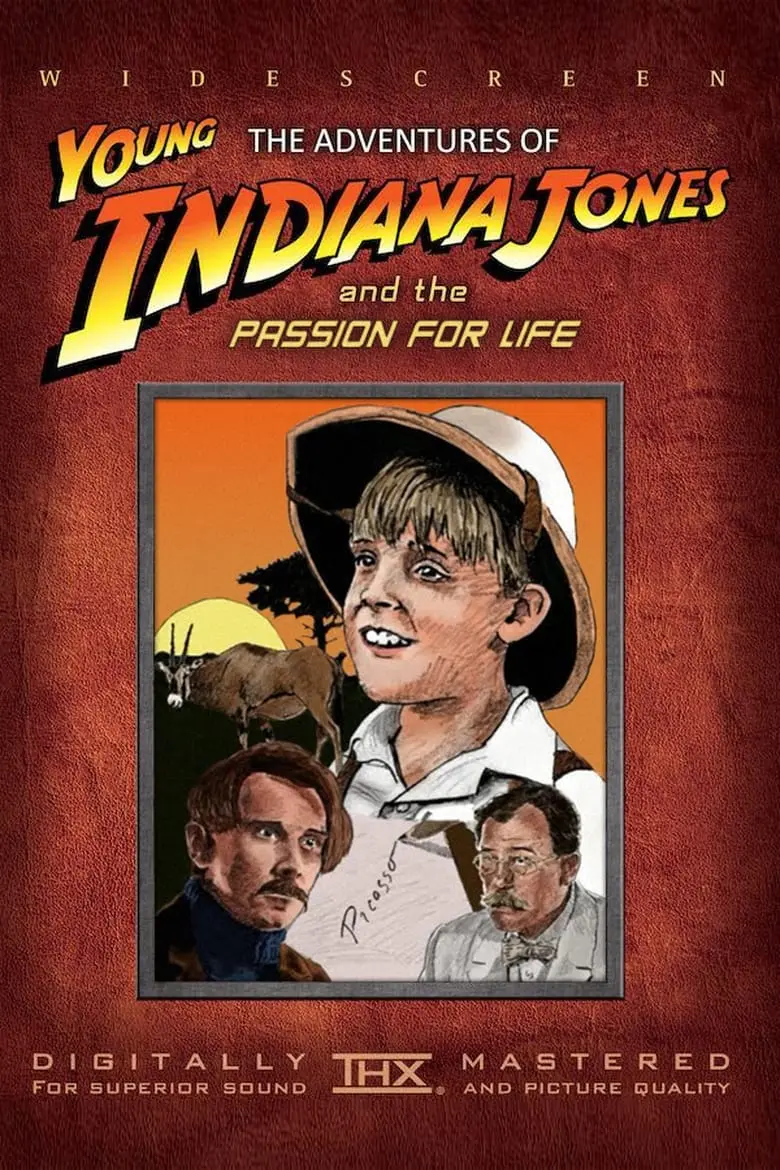 WIDESCREEN
THE ADVENTURES OF
YOUNG
INDIANA JONES
and the
PASSION FOR LIFE
Picasso
DIGITALLY THX MASTERED
FOR SUPERIOR SOUND AND PICTURE QUALITY